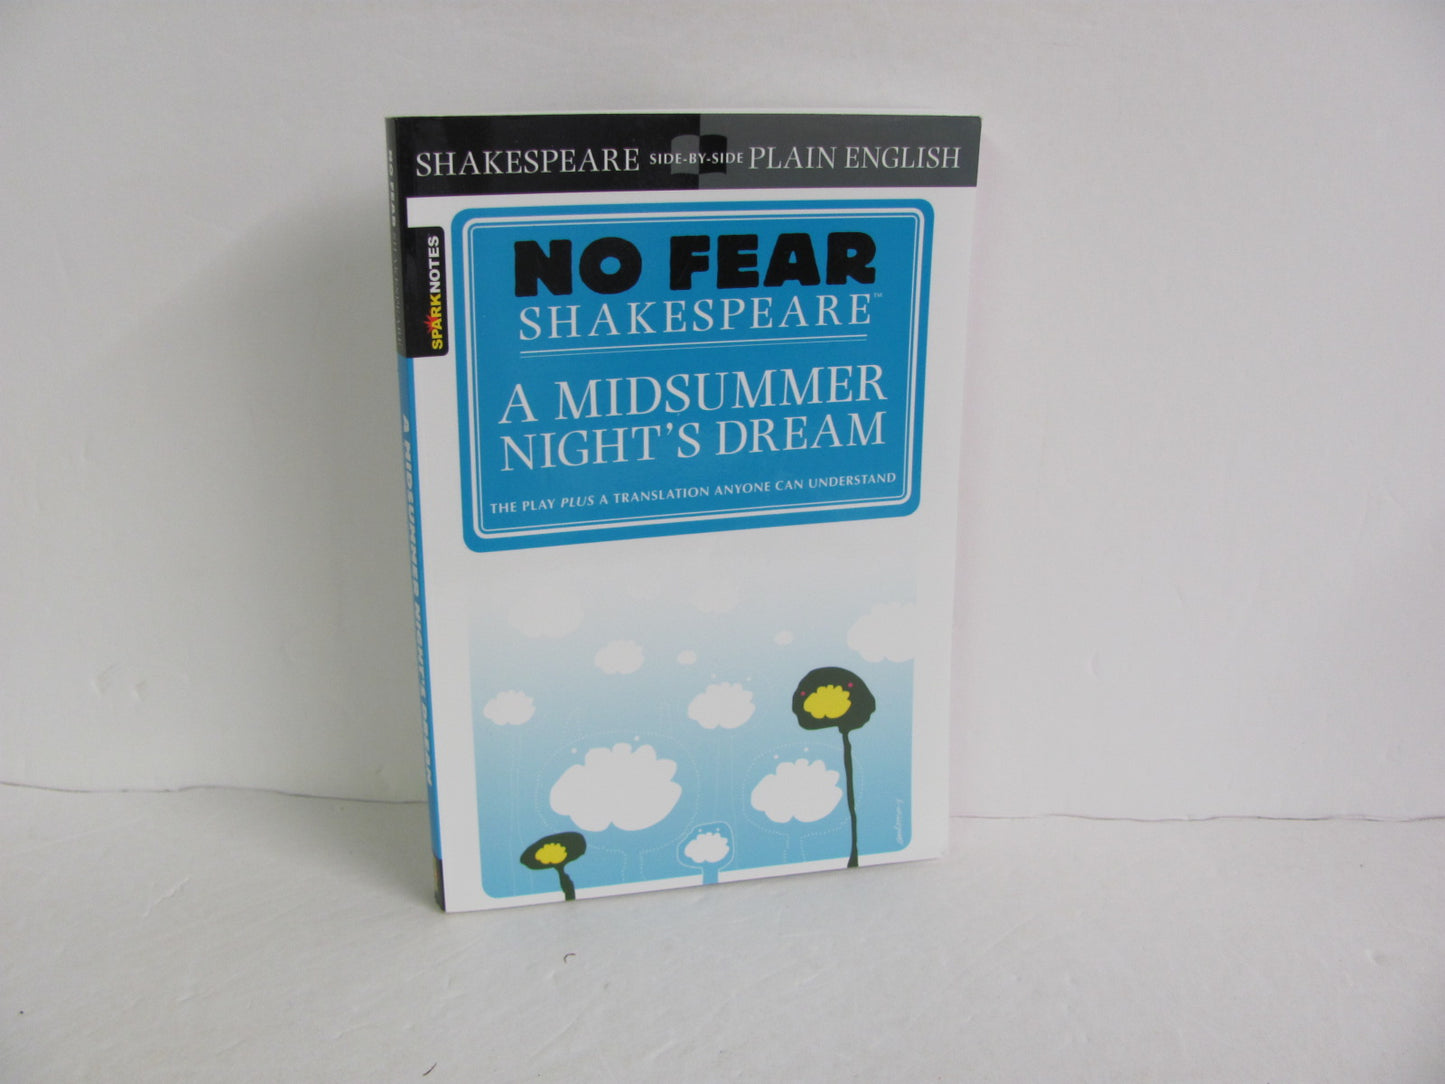 SHAKESPEARE SIDE-BY-SIDE PLAIN ENGLISH
SPARKNOTES
NO FEAR
SHAKESPEARE™
A MIDSUMMER
NIGHT'S DREAM
THE PLAY PLUS A TRANSLATION ANYONE CAN UNDERSTAND
NO FEAR SHAKESPEARE
A MIDSUMMER NIGHT'S DREAM